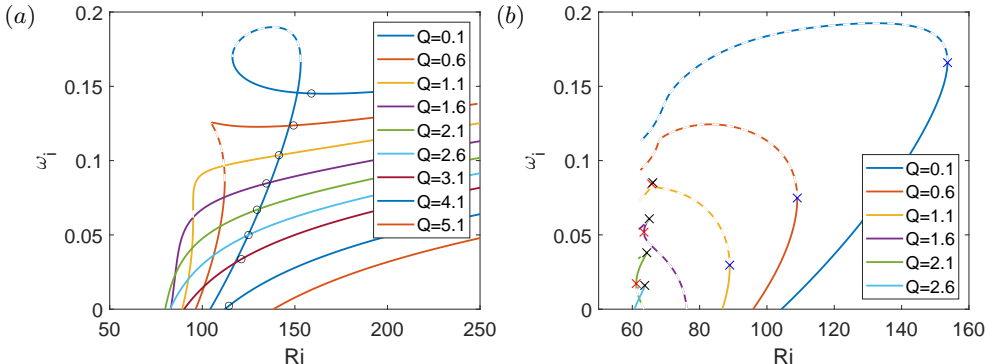 (a)
0.2
0.15
0.1
0.05
0
ωi
50
100
150
200
250
Ri
Q=0.1
Q=0.6
Q=1.1
Q=1.6
Q=2.1
Q=2.6
Q=3.1
Q=4.1
Q=5.1
(b)
0.2
0.15
0.1
0.05
0
ωi
60
80
100
120
140
160
Ri
Q=0.1
Q=0.6
Q=1.1
Q=1.6
Q=2.1
Q=2.6